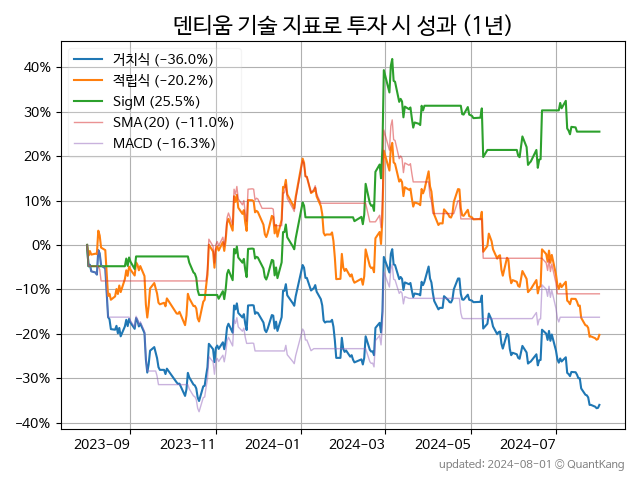 덴티움 기술 지표로 투자 시 성과 (1년)
거치식 (−36.0%)
적립식 (−20.2%)
SigM (25.5%)
SMA(20) (−11.0%)
MACD (−16.3%)
40%
30%
20%
10%
0%
−10%
−20%
−30%
−40%
2023-09 2023-11 2024-01 2024-03 2024-05 2024-07
updated: 2024-08-01 © QuantKang